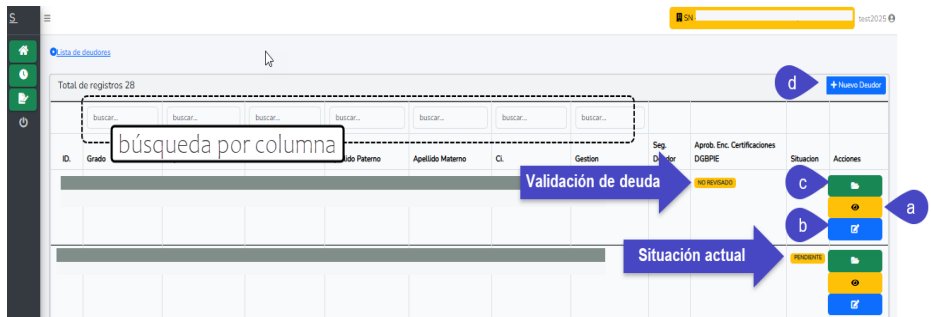 S
SN
test2025
Lista de deudores
Total de registros 28
d
+ Nuevo Deudor
buscar... buscar... buscar... buscar... buscar... buscar... buscar...
búsqueda por columna
ID. Grado Paterno Apellido Materno Ci. Gestion Seg. Deudor Aprob. Enc. Certificaciones DGBPIE Situacion Acciones
Validación de deuda
NO REVISADO
c
a
b
Situación actual
PENDIENTE